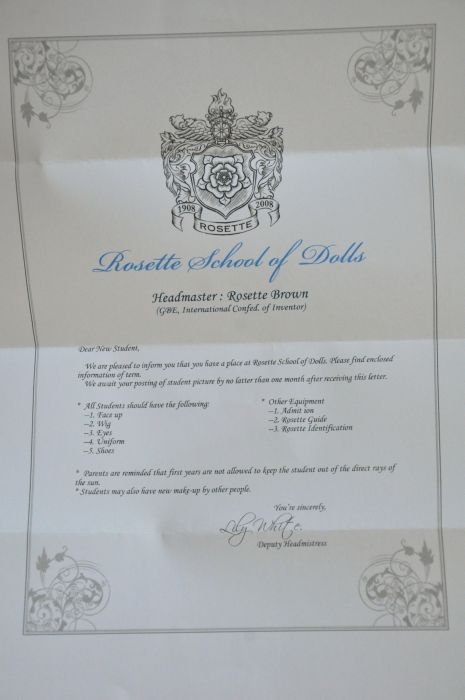 1908
2008
ROSETTE
Rosette School of Dolls
Headmaster : Rosette Brown
(GBE, International Confed. of Inventor)
Dear New Student,
We are pleased to inform you that you have a place at Rosette School of Dolls. Please find enclosed
information of term.
We await your posting of student picture by no latter than one month after receiving this letter.
* All Students should have the following:
–1. Face up
–2. Wig
–3. Eyes
–4. Uniform
–5. Shoes
* Other Equipment
–1. Admit ion
–2. Rosette Guide
–3. Rosette Identification
* Parents are reminded that first years are not allowed to keep the student out of the direct rays of
the sun.
* Students may also have new make-up by other people.
You're sincerely,
Lily White.
Deputy Headmistress